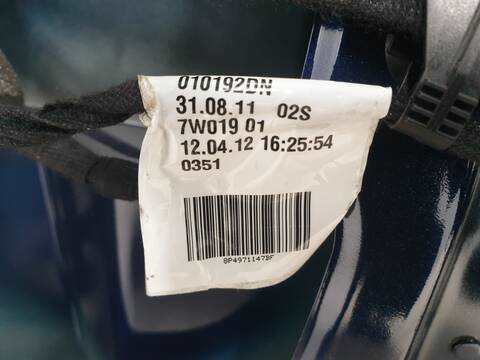 010192DN
31.08.11 02S
7W019 01
12.04.12 16:25:54
0351
8P4971147BF